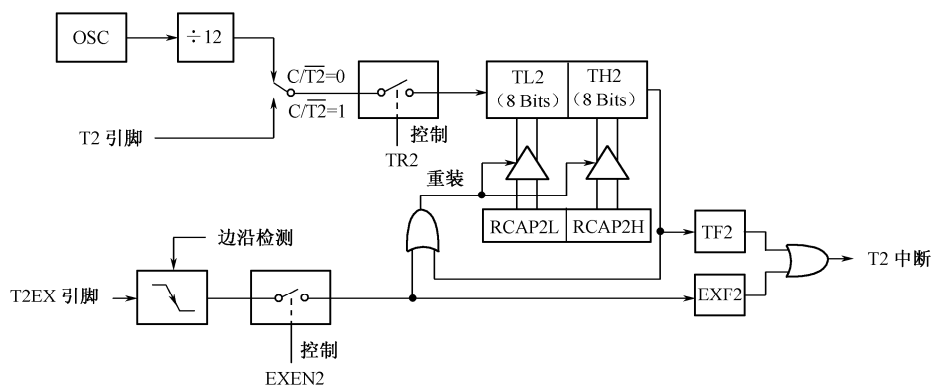 OSC
÷12
C/T2=0
C/T2=1
T2 引脚
控制
TR2
TL2
(8 Bits)
TH2
(8 Bits)
重装
RCAP2L
RCAP2H
TF2
T2 中断
边沿检测
T2EX 引脚
EXF2
控制
EXEN2